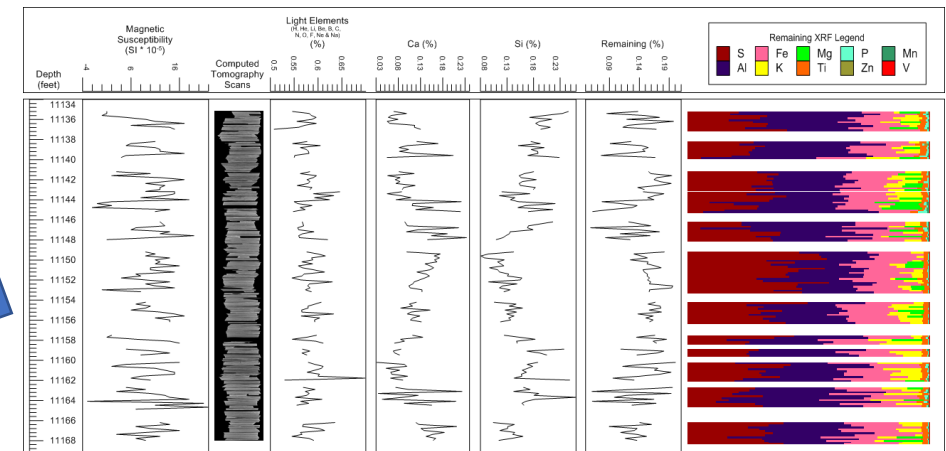 Depth
(feet)
Magnetic
Susceptibility
(SI * 10⁻⁵)
4 6 16
Computed
Tomography
Scans
Light Elements
(H, He, Li, Be, B, C,
N, O, F, Ne & Na)
(%)
0.5 0.55 0.6 0.65 0.65
Ca (%)
0.03 0.08 0.13 0.18 0.23
Si (%)
0.08 0.13 0.18 0.23
Remaining (%)
0.09 0.14 0.19
Remaining XRF Legend
S Fe Mg P Mn
Al K Ti Zn V
11134
11136
11138
11140
11142
11144
11146
11148
11150
11152
11154
11156
11158
11160
11162
11164
11166
11168